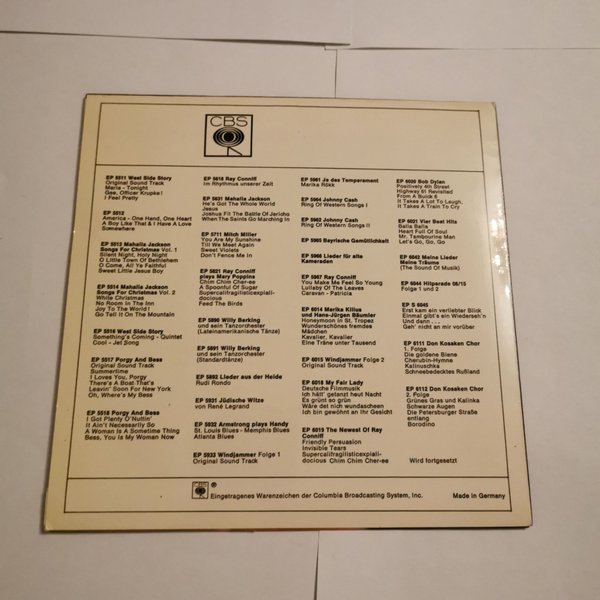 CBS
EP 5511 West Side Story
Original Sound Track
Maria - Tonight
Gee, Officer Krupke!
I Feel Pretty
EP 5512
America - One Hand, One Heart
A Boy Like That & I Have A Love
Somewhere
EP 5513 Mahalia Jackson
Songs For Christmas Vol. 1
Silent Night, Holy Night
O Little Town Of Bethlehem
O Come, All Ye Faithful
Sweet Little Jesus Boy
EP 5514 Mahalia Jackson
Songs For Christmas Vol. 2
White Christmas
No Room In The Inn
Joy To The World!
Go Tell It On The Mountain
EP 5516 West Side Story
Something's Coming - Quintet
Cool - Jet Song
EP 5517 Porgy And Bess
Original Sound Track
Summertime
I Loves You, Porgy
There's A Boat That's
Leavin' Soon For New York
Oh, Where's My Bess
EP 5518 Porgy And Bess
I Got Plenty O'Nuttin'
It Ain't Necessarily So
A Woman Is A Sometime Thing
Bess, You Is My Woman Now
EP 5618 Ray Conniff
Im Rhythmus unserer Zeit
EP 5631 Mahalia Jackson
He's Got The Whole World
Jesus
Joshua Fit The Battle Of Jericho
When The Saints Go Marching In
EP 5711 Mitch Miller
You Are My Sunshine
Till We Meet Again
Sweet Violets
Don't Fence Me In
EP 5821 Ray Conniff
plays Mary Poppins
Chim Chim Cher-ee
A Spoonful Of Sugar
Supercalifragilisticexpiali-
docious
Feed The Birds
EP 5890 Willy Berking
und sein Tanzorchester
(Lateinamerikanische Tänze)
EP 5891 Willy Berking
und sein Tanzorchester
(Standardtänze)
EP 5892 Lieder aus der Heide
Rudi Rondo
EP 5931 Jüdische Witze
von René Legrand
EP 5932 Armstrong plays Handy
St. Louis Blues - Memphis Blues
Atlanta Blues
EP 5933 Windjammer Folge 1
Original Sound Track
EP 5961 Ja das Temperament
Marika Rökk
EP 5964 Johnny Cash
Ring Of Western Songs I
EP 5962 Johnny Cash
Ring Of Western Songs II
EP 5965 Bayrische Gemütlichkeit
EP 5966 Lieder für alle
Kameraden
EP 5967 Ray Conniff
You Make Me Feel So Young
Lullaby Of The Leaves
Caravan - Patricia
EP 6014 Marika Kilius
und Hans-Jürgen Bäumler
Honeymoon in St. Tropez
Wunderschönes fremdes
Mädchen
Kavalier, Kavalier
Eine Träne unter Tausend
EP 6015 Windjammer Folge 2
Original Sound Track
EP 6018 My Fair Lady
Deutsche Filmmusik
Ich hätt' getanzt heut Nacht
Es grünt so grün
Wäre det nich wundascheen
Ich bin gewöhnt an Ihr Gesicht
EP 6019 The Newest Of Ray
Conniff
Friendly Persuasion
Invisible Tears
Supercalifragilisticexpiali-
docious Chim Chim Cher-ee
EP 6020 Bob Dylan
Positively 4th Street
Highway 61 Revisited
From A Buick 6
It Takes A Lot To Laugh,
It Takes A Train To Cry
EP 6021 Vier Beat Hits
Balla Balla
Heart Full Of Soul
Mr. Tambourine Man
Let's Go, Go, Go
EP 6042 Meine Lieder
Meine Träume
(The Sound Of Musik)
EP 6044 Hitparade 06/15
Folge 1 und 2
EP S 6045
Erst kam ein verliebter Blick
Einmal gibt's ein Wiederseh'n
Und dann ...
Geh' nicht an mir vorüber
EP 6111 Don Kosaken Chor
1. Folge
Die goldene Biene
Cherubim-Hymne
Kalinuschka
Schneebedecktes Rußland
EP 6112 Don Kosaken Chor
2. Folge
Grünes Gras und Kalinka
Schwarze Augen
Die Petersburger Straße
entlang
Borodino
Wird fortgesetzt
CBS ® Eingetragenes Warenzeichen der Columbia Broadcasting System, Inc.
Made in Germany